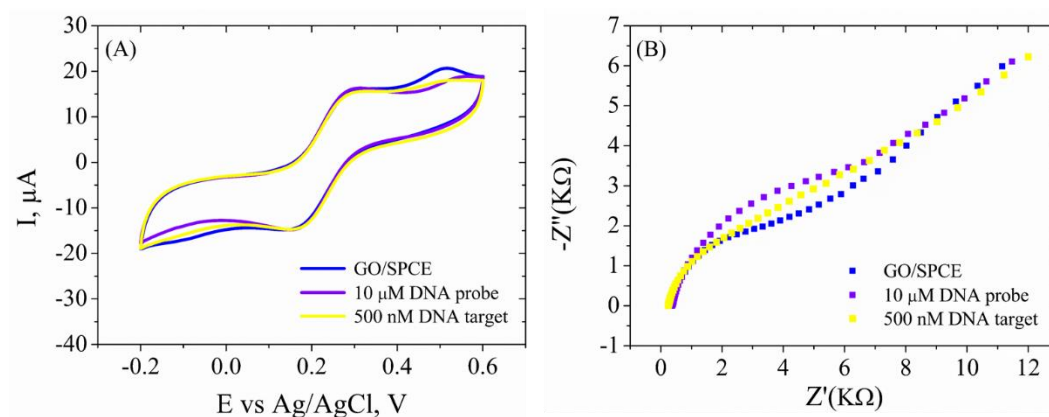 (A)
30
20
10
0
-10
-20
-30
-40
I, μA
-0.2
0.0
0.2
0.4
0.6
E vs Ag/AgCl, V
GO/SPCE
10 μM DNA probe
500 nM DNA target
(B)
7
6
5
4
3
2
1
0
-1
-Z"(KΩ)
0
2
4
6
8
10
12
Z'(KΩ)
GO/SPCE
10 μM DNA probe
500 nM DNA target